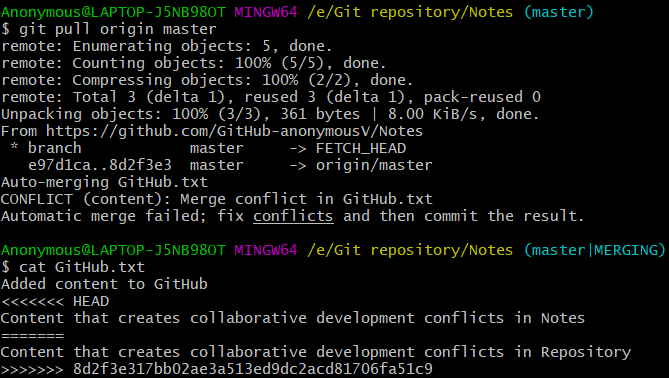 Anonymous@LAPTOP-J5NB98OT MINGW64 /e/Git repository/Notes (master)
$ git pull origin master
remote: Enumerating objects: 5, done.
remote: Counting objects: 100% (5/5), done.
remote: Compressing objects: 100% (2/2), done.
remote: Total 3 (delta 1), reused 3 (delta 1), pack-reused 0
Unpacking objects: 100% (3/3), 361 bytes | 8.00 KiB/s, done.
From https://github.com/GitHub-anonymousV/Notes
 * branch            master     -> FETCH_HEAD
   e97d1ca..8d2f3e3  master     -> origin/master
Auto-merging GitHub.txt
CONFLICT (content): Merge conflict in GitHub.txt
Automatic merge failed; fix conflicts and then commit the result.
Anonymous@LAPTOP-J5NB98OT MINGW64 /e/Git repository/Notes (master|MERGING)
$ cat GitHub.txt
Added content to GitHub
<<<<<<< HEAD
Content that creates collaborative development conflicts in Notes
=======
Content that creates collaborative development conflicts in Repository
>>>>>>> 8d2f3e317bb02ae3a513ed9dc2acd81706fa51c9